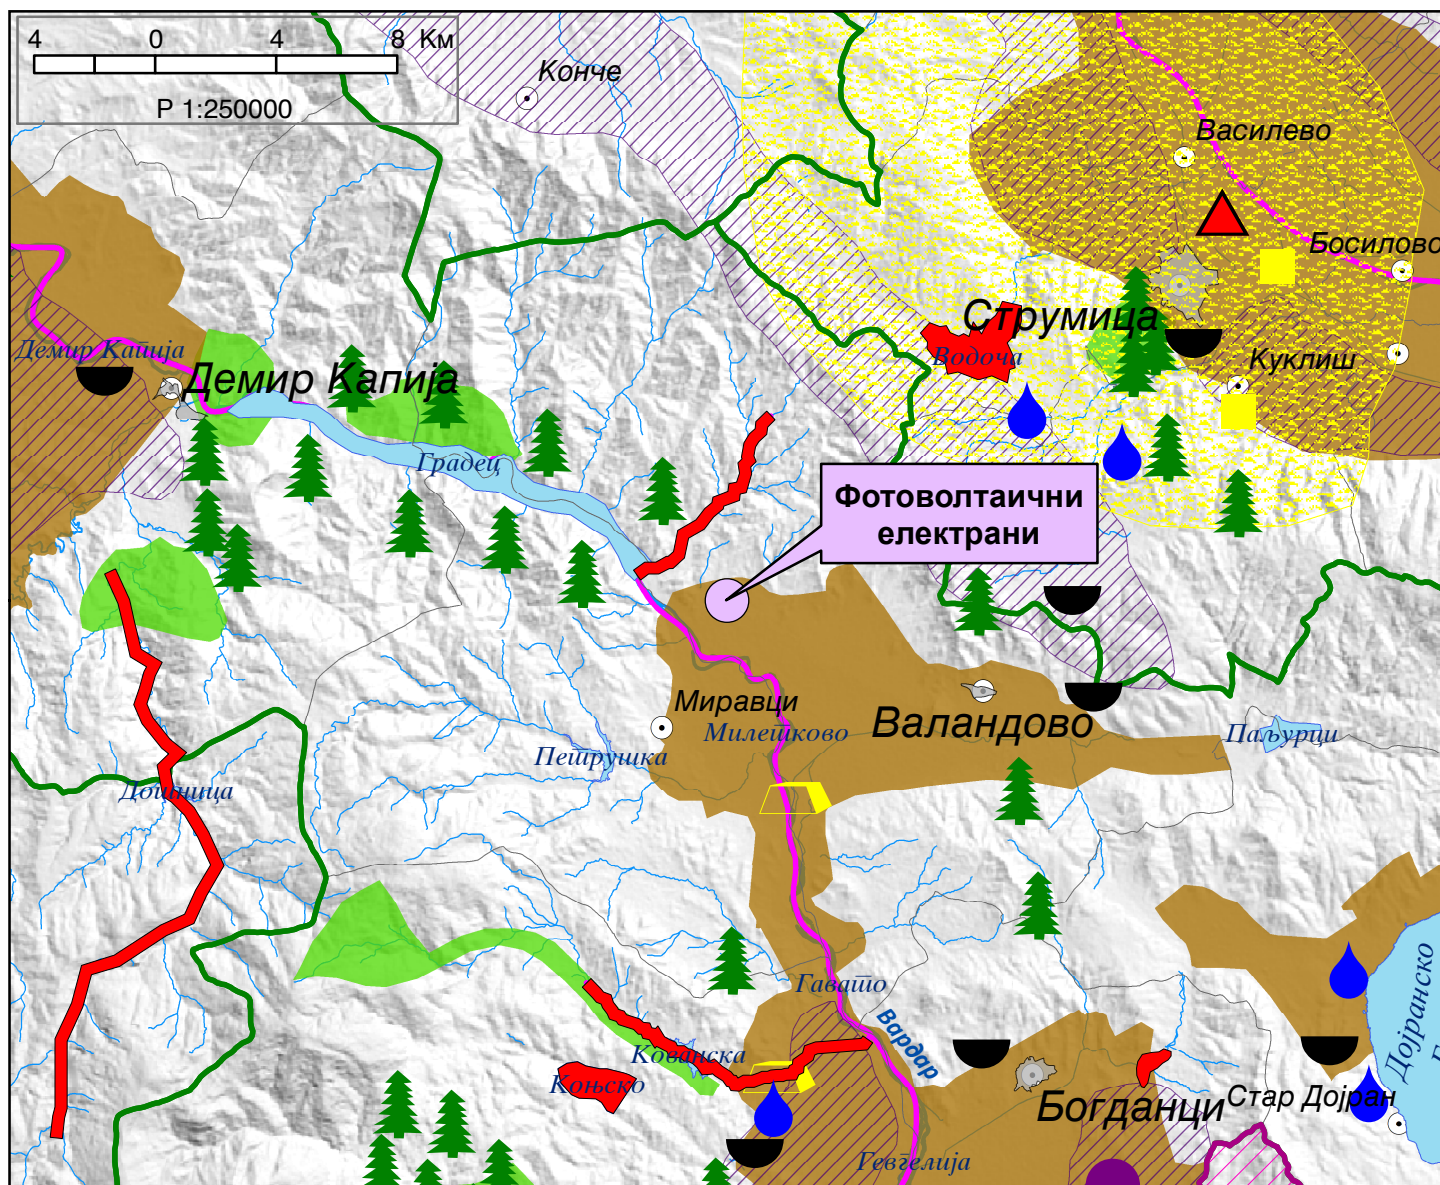 4 0 4 8 Км
Р 1:250000
Конче
Василево
Босилово
Струмица
Водоча
Куклиш
Демир Капија
Демир Капија
Градец
Фотоволтаични
електрани
Миравци
Милетково
Валандово
Петрушка
Паљурци
Дошница
Гавато
Вардар
Кованска
Коњско
Богданци
Стар Дојран
Дојранско
Гевгелија